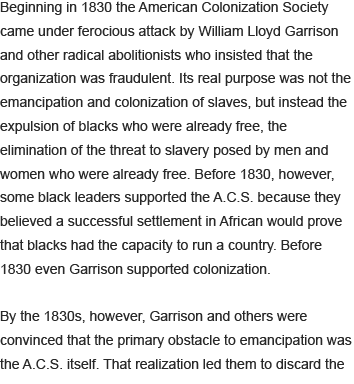 Beginning in 1830 the American Colonization Society
came under ferocious attack by William Lloyd Garrison
and other radical abolitionists who insisted that the
organization was fraudulent. Its real purpose was not the
emancipation and colonization of slaves, but instead the
expulsion of blacks who were already free, the
elimination of the threat to slavery posed by men and
women who were already free. Before 1830, however,
some black leaders supported the A.C.S. because they
believed a successful settlement in African would prove
that blacks had the capacity to run a country. Before
1830 even Garrison supported colonization.

By the 1830s, however, Garrison and others were
convinced that the primary obstacle to emancipation was
the A.C.S. itself. That realization led them to discard the